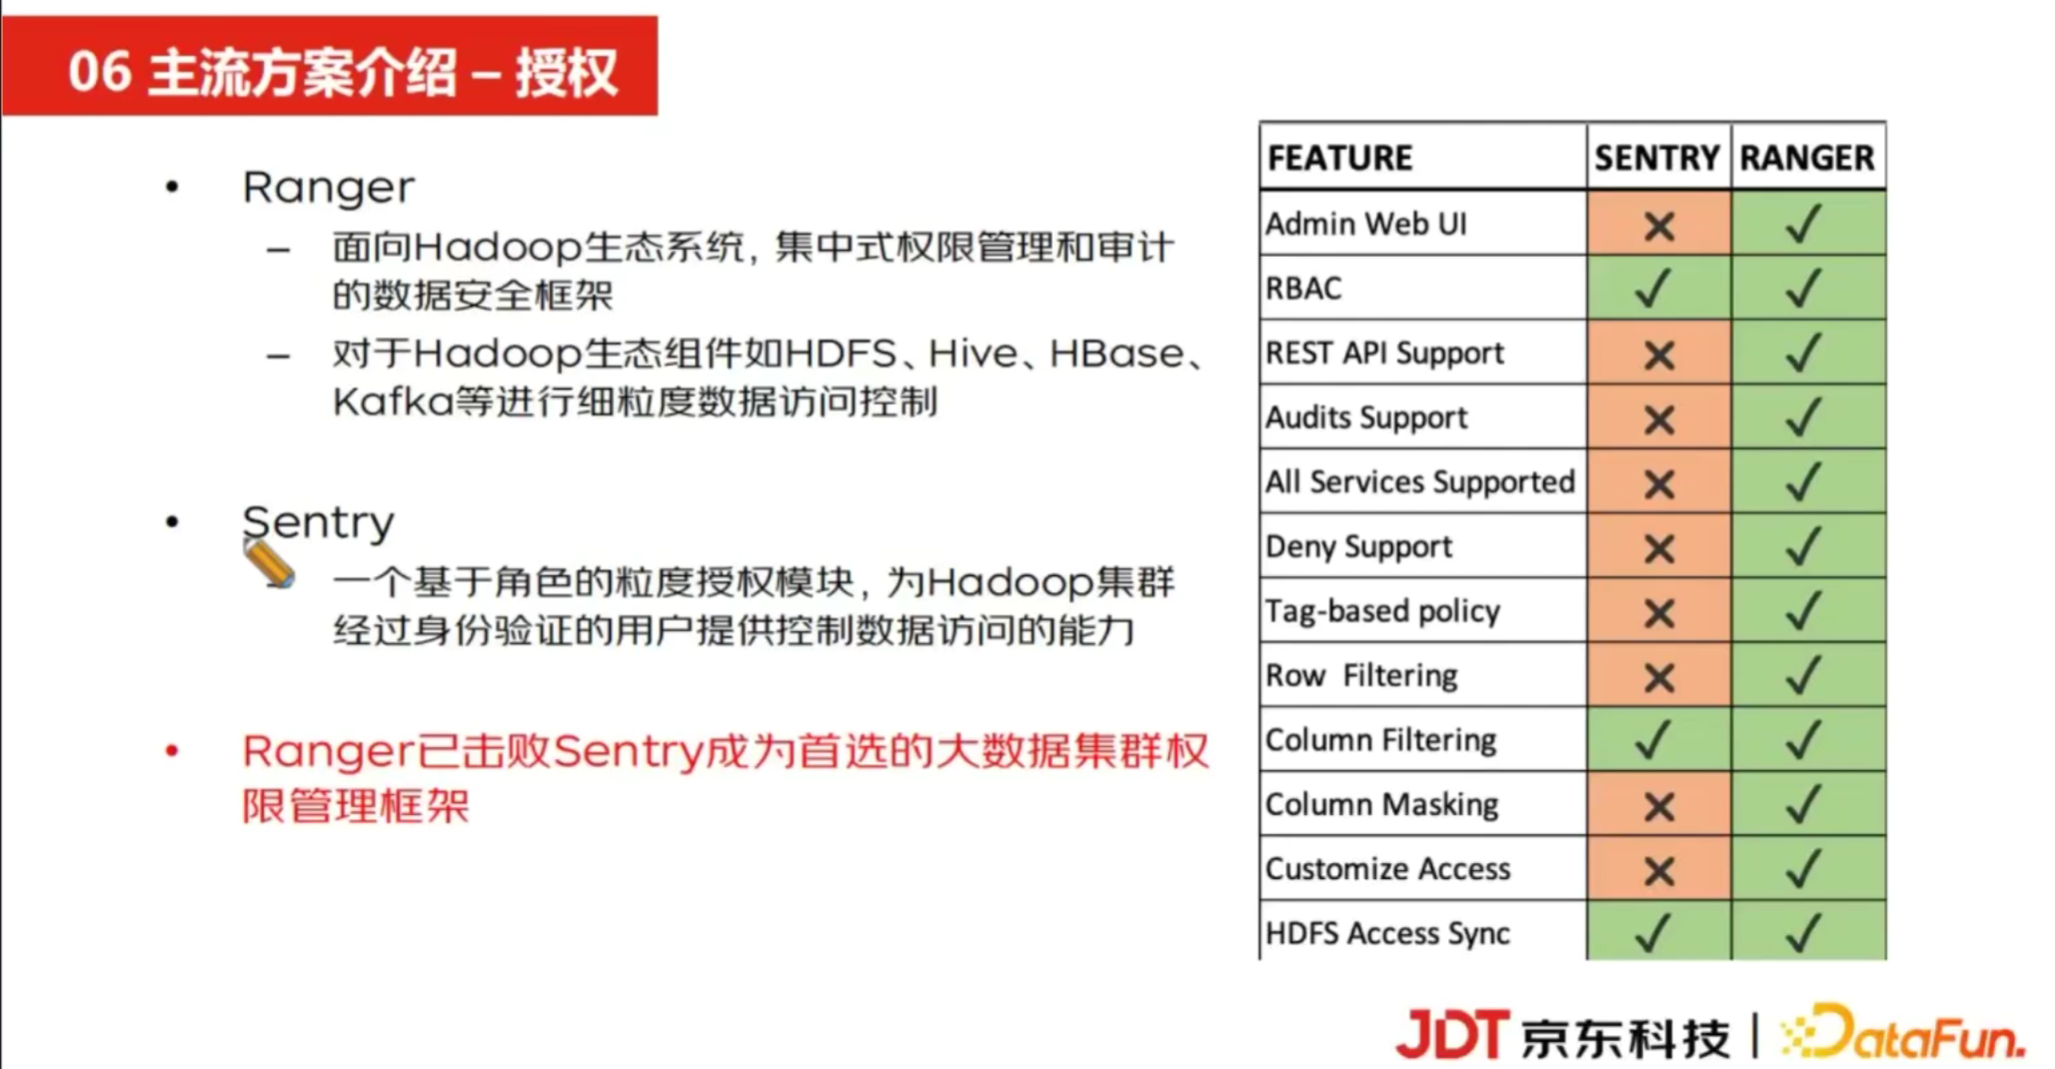 06 主流方案介绍 – 授权
• Ranger
– 面向Hadoop生态系统, 集中式权限管理和审计
的数据安全框架
– 对于Hadoop生态组件如HDFS、Hive、HBase、
Kafka等进行细粒度数据访问控制
• Sentry
– 一个基于角色的粒度授权模块, 为Hadoop集群
经过身份验证的用户提供控制数据访问的能力
• Ranger已击败Sentry成为首选的大数据集群权
限管理框架
FEATURE SENTRY RANGER
Admin Web UI ✕ ✓
RBAC ✓ ✓
REST API Support ✕ ✓
Audits Support ✕ ✓
All Services Supported ✕ ✓
Deny Support ✕ ✓
Tag-based policy ✕ ✓
Row Filtering ✕ ✓
Column Filtering ✓ ✓
Column Masking ✕ ✓
Customize Access ✕ ✓
HDFS Access Sync ✓ ✓
JDT 京东科技 | DataFun.